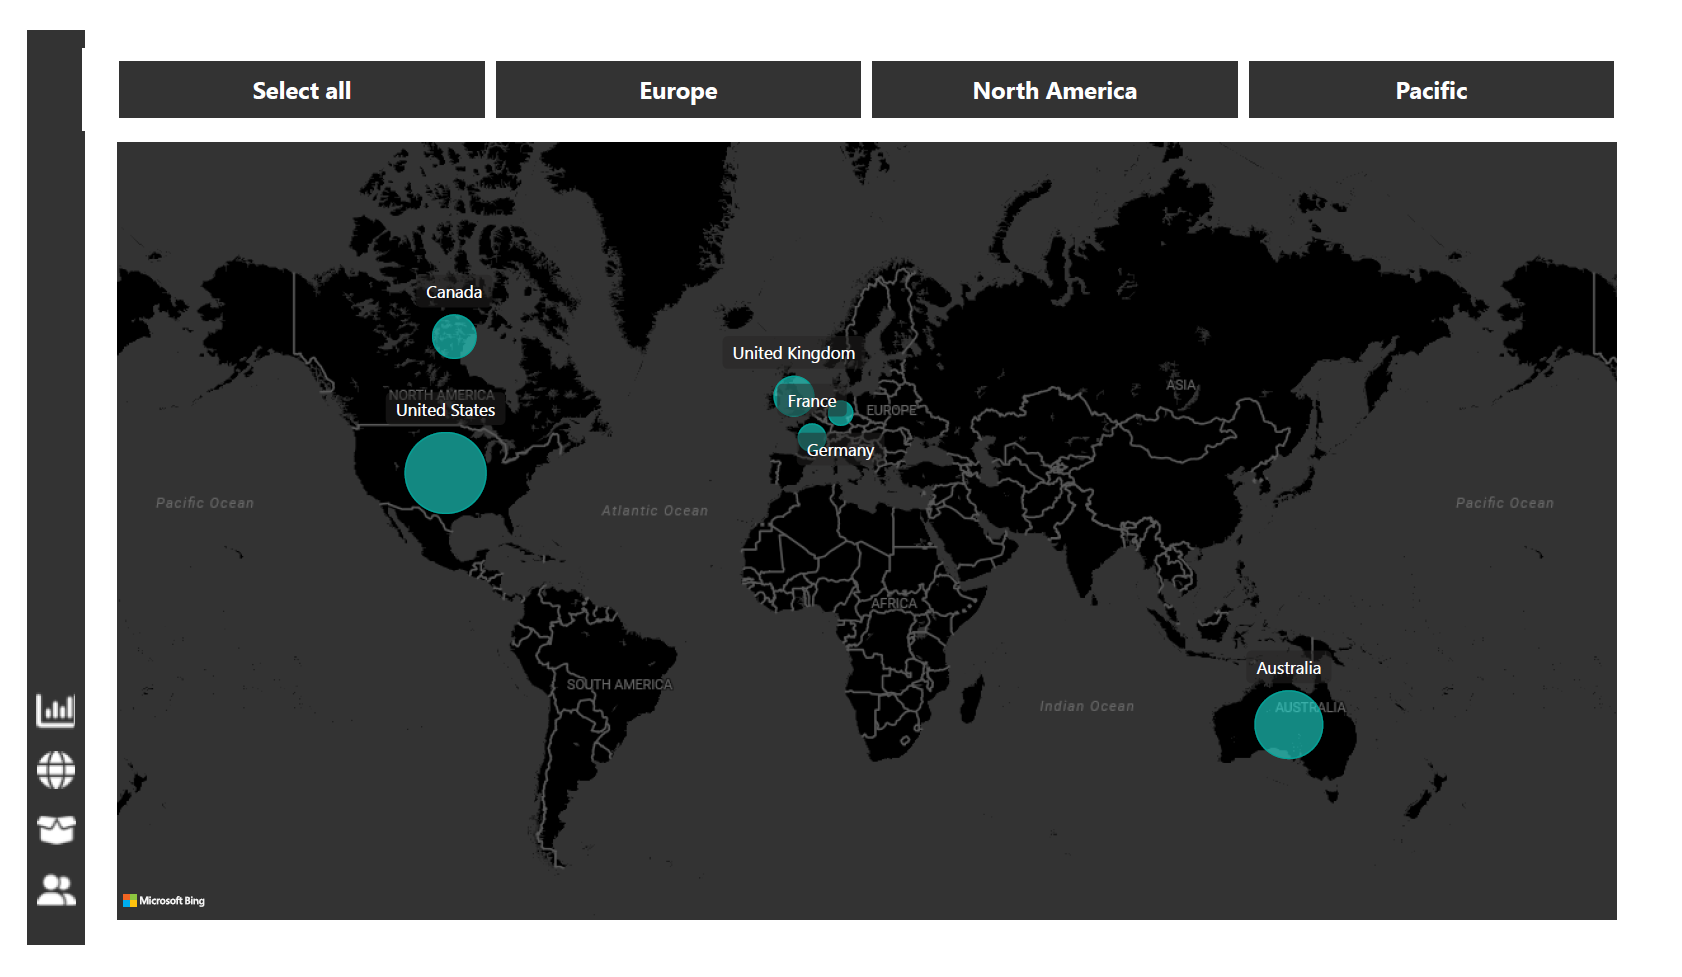 Select all
Europe
North America
Pacific
Canada
NORTH AMERICA
United States
United Kingdom
France
EUROPE
Germany
ASIA
Pacific Ocean
Atlantic Ocean
Pacific Ocean
AFRICA
SOUTH AMERICA
Indian Ocean
Australia
AUSTRALIA
Microsoft Bing